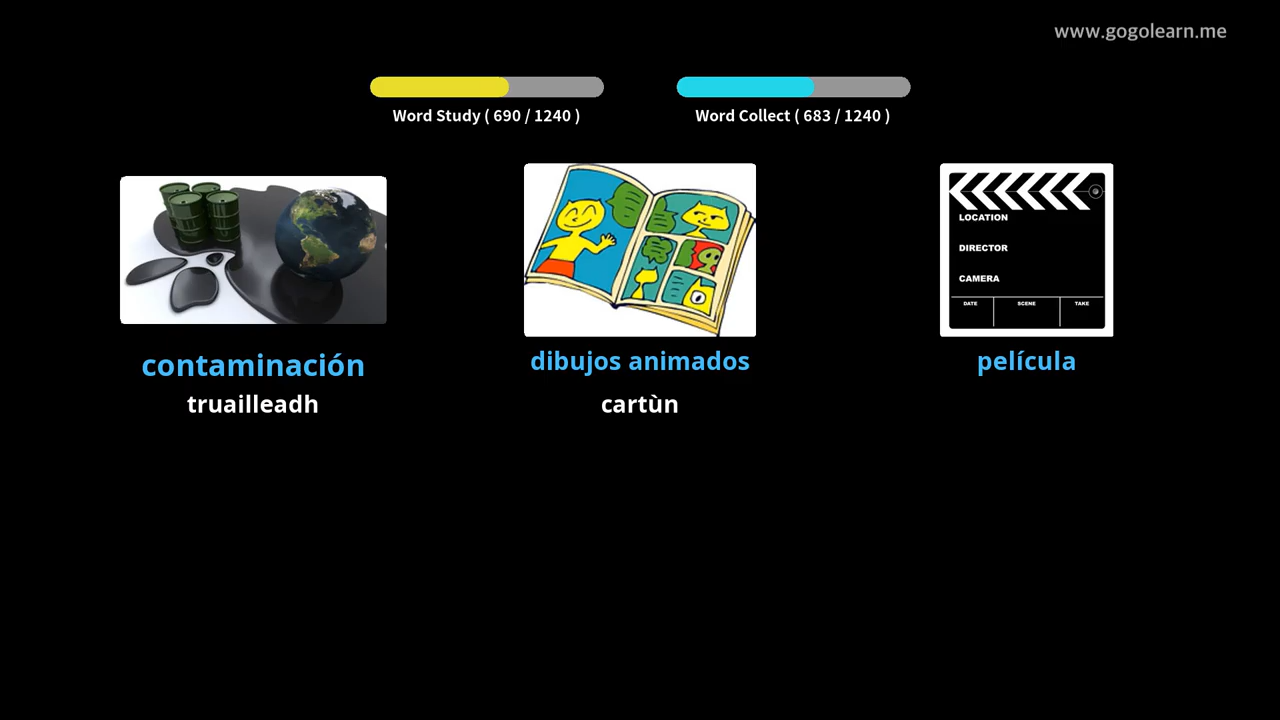 www.gogolearn.me
Word Study ( 690 / 1240 )
Word Collect ( 683 / 1240 )
LOCATION
DIRECTOR
CAMERA
DATE SCENE TAKE
contaminación
dibujos animados
película
truailleadh
cartùn